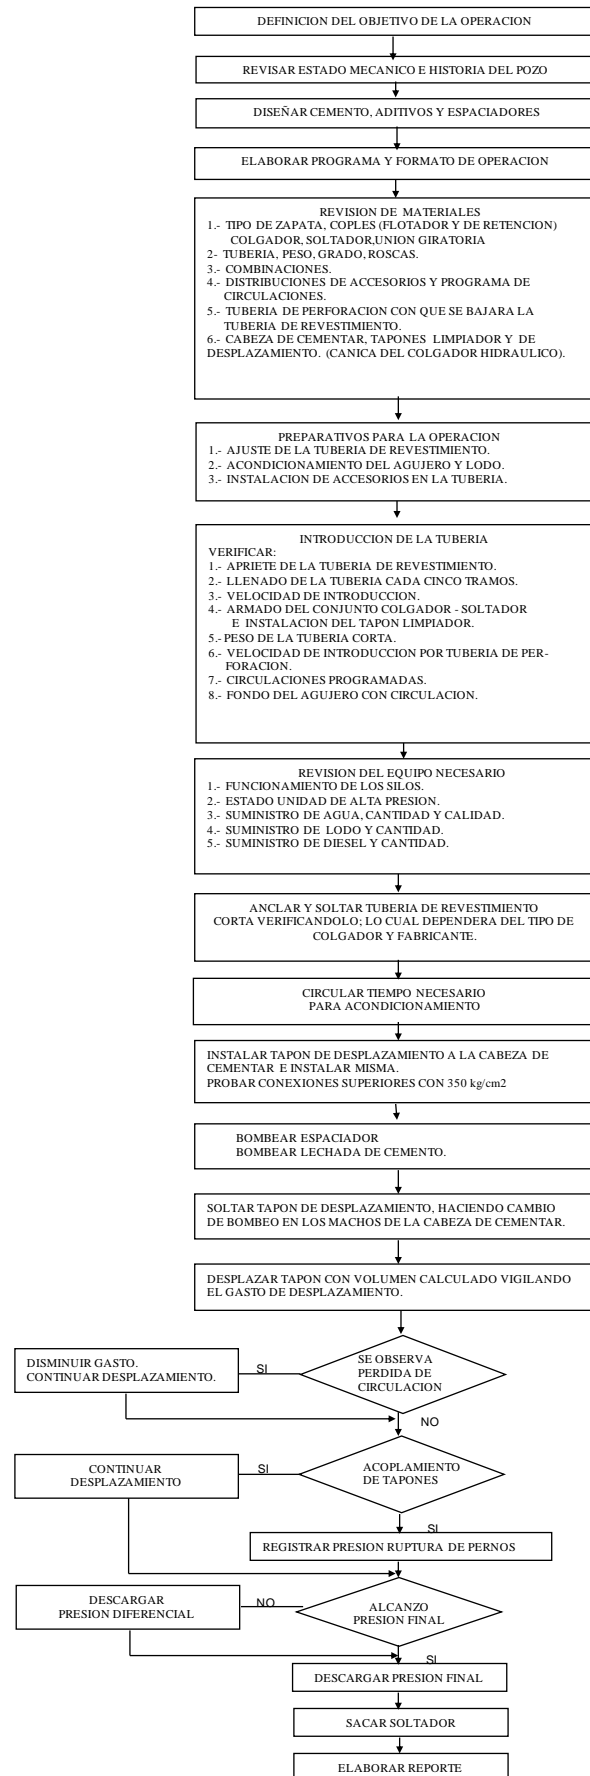 DEFINICION DEL OBJETIVO DE LA OPERACION
REVISAR ESTADO MECANICO E HISTORIA DEL POZO
DISEÑAR CEMENTO, ADITIVOS Y ESPACIADORES
ELABORAR PROGRAMA Y FORMATO DE OPERACION
REVISION DE MATERIALES
1.- TIPO DE ZAPATA, COPLES (FLOTADOR Y DE RETENCION)
COLGADOR, SOLTADOR,UNION GIRATORIA
2- TUBERIA, PESO, GRADO, ROSCAS.
3.- COMBINACIONES.
4.- DISTRIBUCIONES DE ACCESORIOS Y PROGRAMA DE
CIRCULACIONES.
5.- TUBERIA DE PERFORACION CON QUE SE BAJARA LA
TUBERIA DE REVESTIMIENTO.
6.- CABEZA DE CEMENTAR, TAPONES LIMPIADOR Y DE
DESPLAZAMIENTO. (CANICA DEL COLGADOR HIDRAULICO).
PREPARATIVOS PARA LA OPERACION
1.- AJUSTE DE LA TUBERIA DE REVESTIMIENTO.
2.- ACONDICIONAMIENTO DEL AGUJERO Y LODO.
3.- INSTALACION DE ACCESORIOS EN LA TUBERIA.
INTRODUCCION DE LA TUBERIA
VERIFICAR:
1.- APRIETE DE LA TUBERIA DE REVESTIMIENTO.
2.- LLENADO DE LA TUBERIA CADA CINCO TRAMOS.
3.- VELOCIDAD DE INTRODUCCION.
4.- ARMADO DEL CONJUNTO COLGADOR - SOLTADOR
E INSTALACION DEL TAPON LIMPIADOR.
5.- PESO DE LA TUBERIA CORTA.
6.- VELOCIDAD DE INTRODUCCION POR TUBERIA DE PER-
FORACION.
7.- CIRCULACIONES PROGRAMADAS.
8.- FONDO DEL AGUJERO CON CIRCULACION.
REVISION DEL EQUIPO NECESARIO
1.- FUNCIONAMIENTO DE LOS SILOS.
2.- ESTADO UNIDAD DE ALTA PRESION.
3.- SUMINISTRO DE AGUA, CANTIDAD Y CALIDAD.
4.- SUMINISTRO DE LODO Y CANTIDAD.
5.- SUMINISTRO DE DIESEL Y CANTIDAD.
ANCLAR Y SOLTAR TUBERIA DE REVESTIMIENTO
CORTA VERIFICANDOLO; LO CUAL DEPENDERA DEL TIPO DE
COLGADOR Y FABRICANTE.
CIRCULAR TIEMPO NECESARIO
PARA ACONDICIONAMIENTO
INSTALAR TAPON DE DESPLAZAMIENTO A LA CABEZA DE
CEMENTAR E INSTALAR MISMA.
PROBAR CONEXIONES SUPERIORES CON 350 kg/cm2
BOMBEAR ESPACIADOR
BOMBEAR LECHADA DE CEMENTO.
SOLTAR TAPON DE DESPLAZAMIENTO, HACIENDO CAMBIO
DE BOMBEO EN LOS MACHOS DE LA CABEZA DE CEMENTAR.
DESPLAZAR TAPON CON VOLUMEN CALCULADO VIGILANDO
EL GASTO DE DESPLAZAMIENTO.
SE OBSERVA
PERDIDA DE
CIRCULACION
SI
DISMINUIR GASTO.
CONTINUAR DESPLAZAMIENTO.
NO
ACOPLAMIENTO
DE TAPONES
SI
CONTINUAR
DESPLAZAMIENTO
SI
REGISTRAR PRESION RUPTURA DE PERNOS
ALCANZO
PRESION FINAL
NO
DESCARGAR
PRESION DIFERENCIAL
SI
DESCARGAR PRESION FINAL
SACAR SOLTADOR
ELABORAR REPORTE